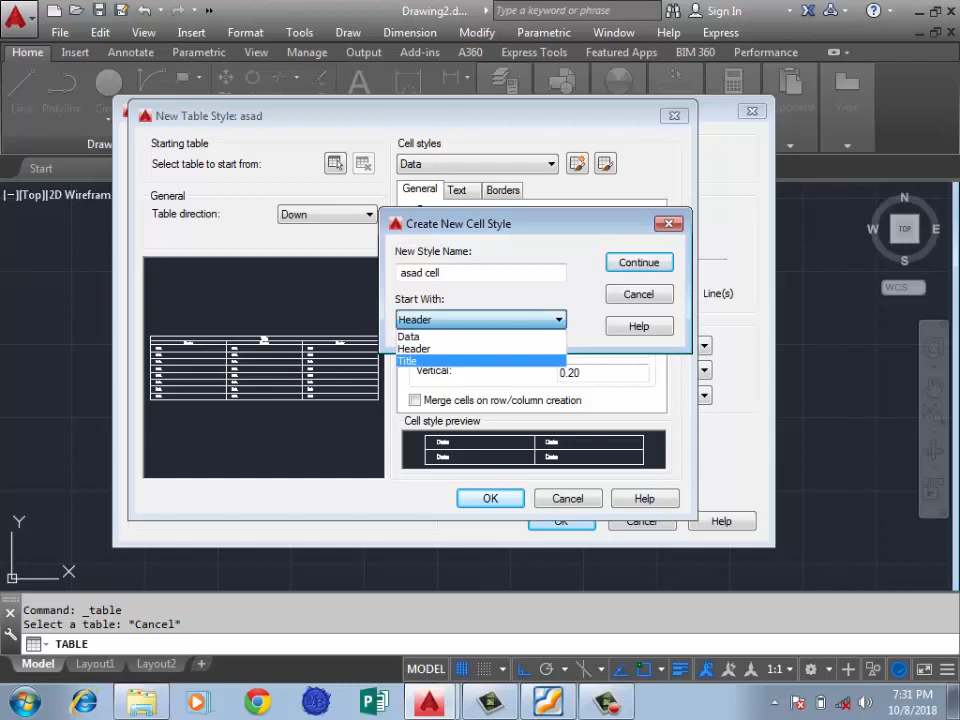 Drawing2.d...
Type a keyword or phrase
Sign In
File Edit View Insert Format Tools Draw Dimension Modify Parametric Window Help Express
Home Insert Annotate Parametric View Manage Output Add-ins A360 Express Tools Featured Apps BIM 360 Performance
Line Polyline
View
Draw
Start
[−][Top][2D Wirefram
New Table Style: asad
Starting table
Select table to start from:
General
Table direction: Down
Cell styles
Data
General Text Borders
Create New Cell Style
New Style Name:
asad cell
Start With:
Header
Data
Header
Title
Continue
Cancel
Help
Line(s)
Vertical: 0.20
Merge cells on row/column creation
Cell style preview
Data Data
Data Data
OK Cancel Help
OK Cancel Help
N
W TOP E
S
WCS
Y
X
Command: _table
Select a table: "Cancel"
TABLE
Model Layout1 Layout2 +
MODEL
1:1
7:31 PM
10/8/2018